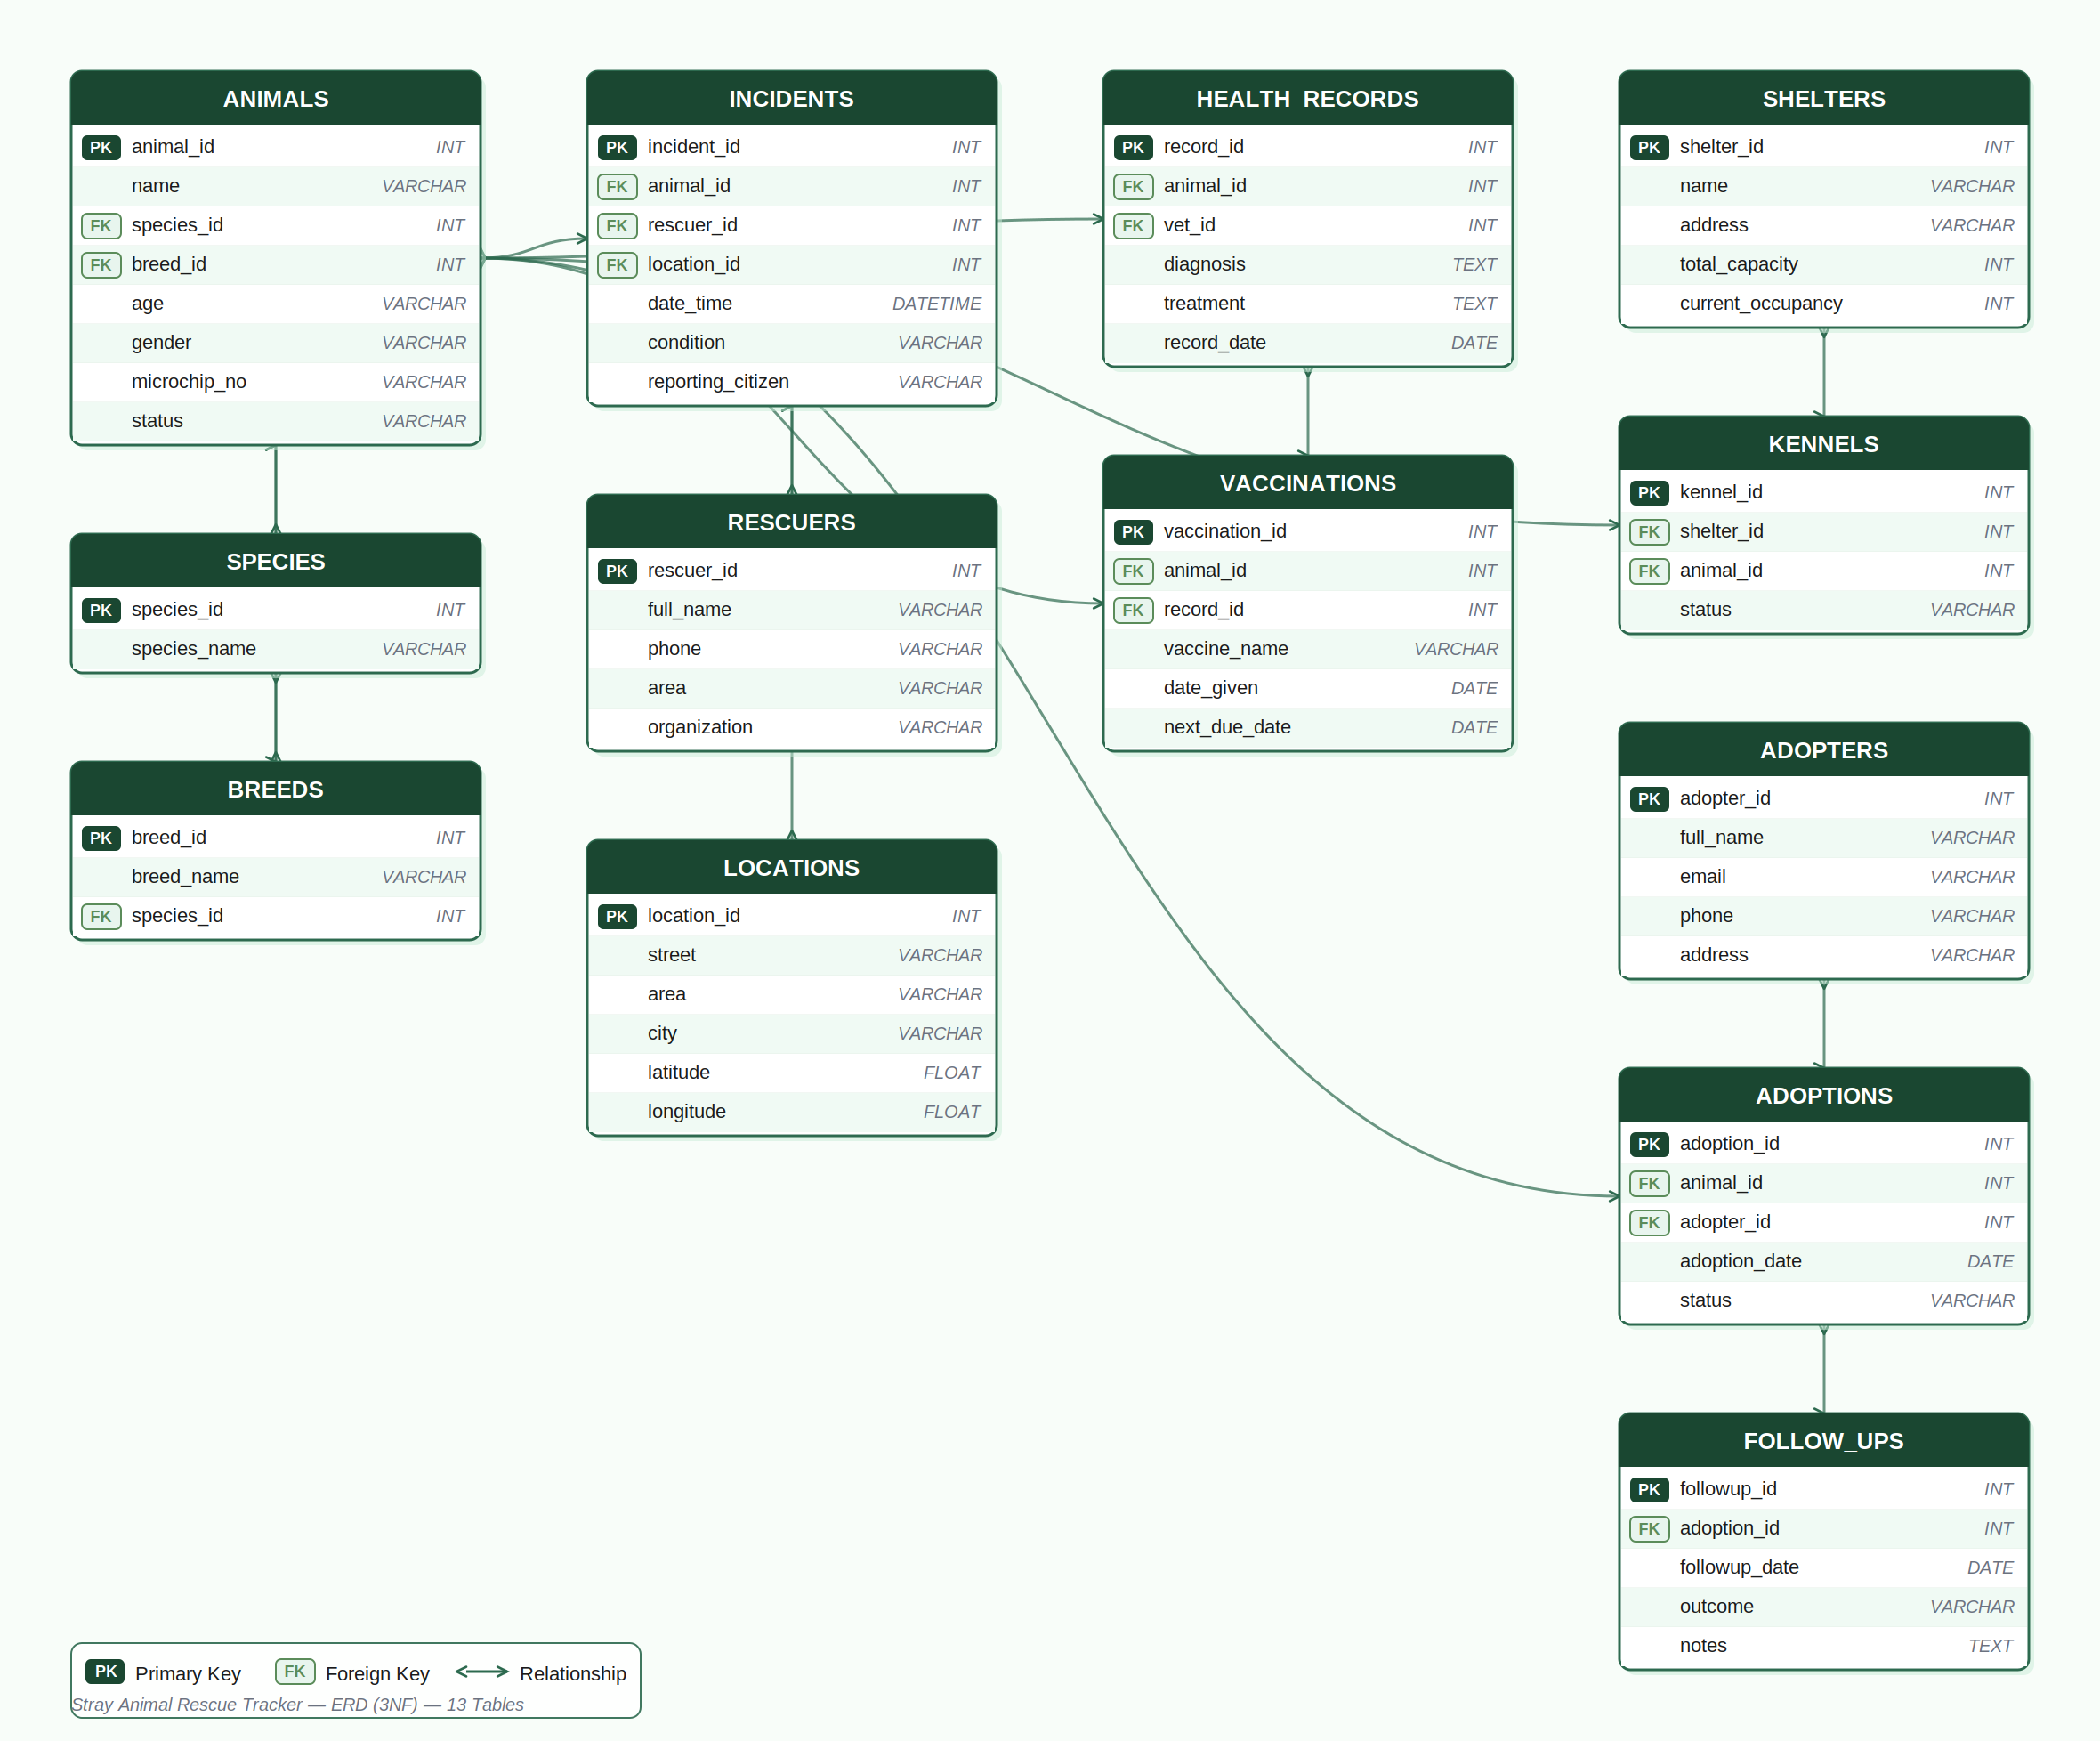 ANIMALS
PK animal_id INT
name VARCHAR
FK species_id INT
FK breed_id INT
age VARCHAR
gender VARCHAR
microchip_no VARCHAR
status VARCHAR
SPECIES
PK species_id INT
species_name VARCHAR
BREEDS
PK breed_id INT
breed_name VARCHAR
FK species_id INT
INCIDENTS
PK incident_id INT
FK animal_id INT
FK rescuer_id INT
FK location_id INT
date_time DATETIME
condition VARCHAR
reporting_citizen VARCHAR
RESCUERS
PK rescuer_id INT
full_name VARCHAR
phone VARCHAR
area VARCHAR
organization VARCHAR
LOCATIONS
PK location_id INT
street VARCHAR
area VARCHAR
city VARCHAR
latitude FLOAT
longitude FLOAT
HEALTH_RECORDS
PK record_id INT
FK animal_id INT
FK vet_id INT
diagnosis TEXT
treatment TEXT
record_date DATE
VACCINATIONS
PK vaccination_id INT
FK animal_id INT
FK record_id INT
vaccine_name VARCHAR
date_given DATE
next_due_date DATE
SHELTERS
PK shelter_id INT
name VARCHAR
address VARCHAR
total_capacity INT
current_occupancy INT
KENNELS
PK kennel_id INT
FK shelter_id INT
FK animal_id INT
status VARCHAR
ADOPTERS
PK adopter_id INT
full_name VARCHAR
email VARCHAR
phone VARCHAR
address VARCHAR
ADOPTIONS
PK adoption_id INT
FK animal_id INT
FK adopter_id INT
adoption_date DATE
status VARCHAR
FOLLOW_UPS
PK followup_id INT
FK adoption_id INT
followup_date DATE
outcome VARCHAR
notes TEXT
PK Primary Key FK Foreign Key Relationship
Stray Animal Rescue Tracker — ERD (3NF) — 13 Tables